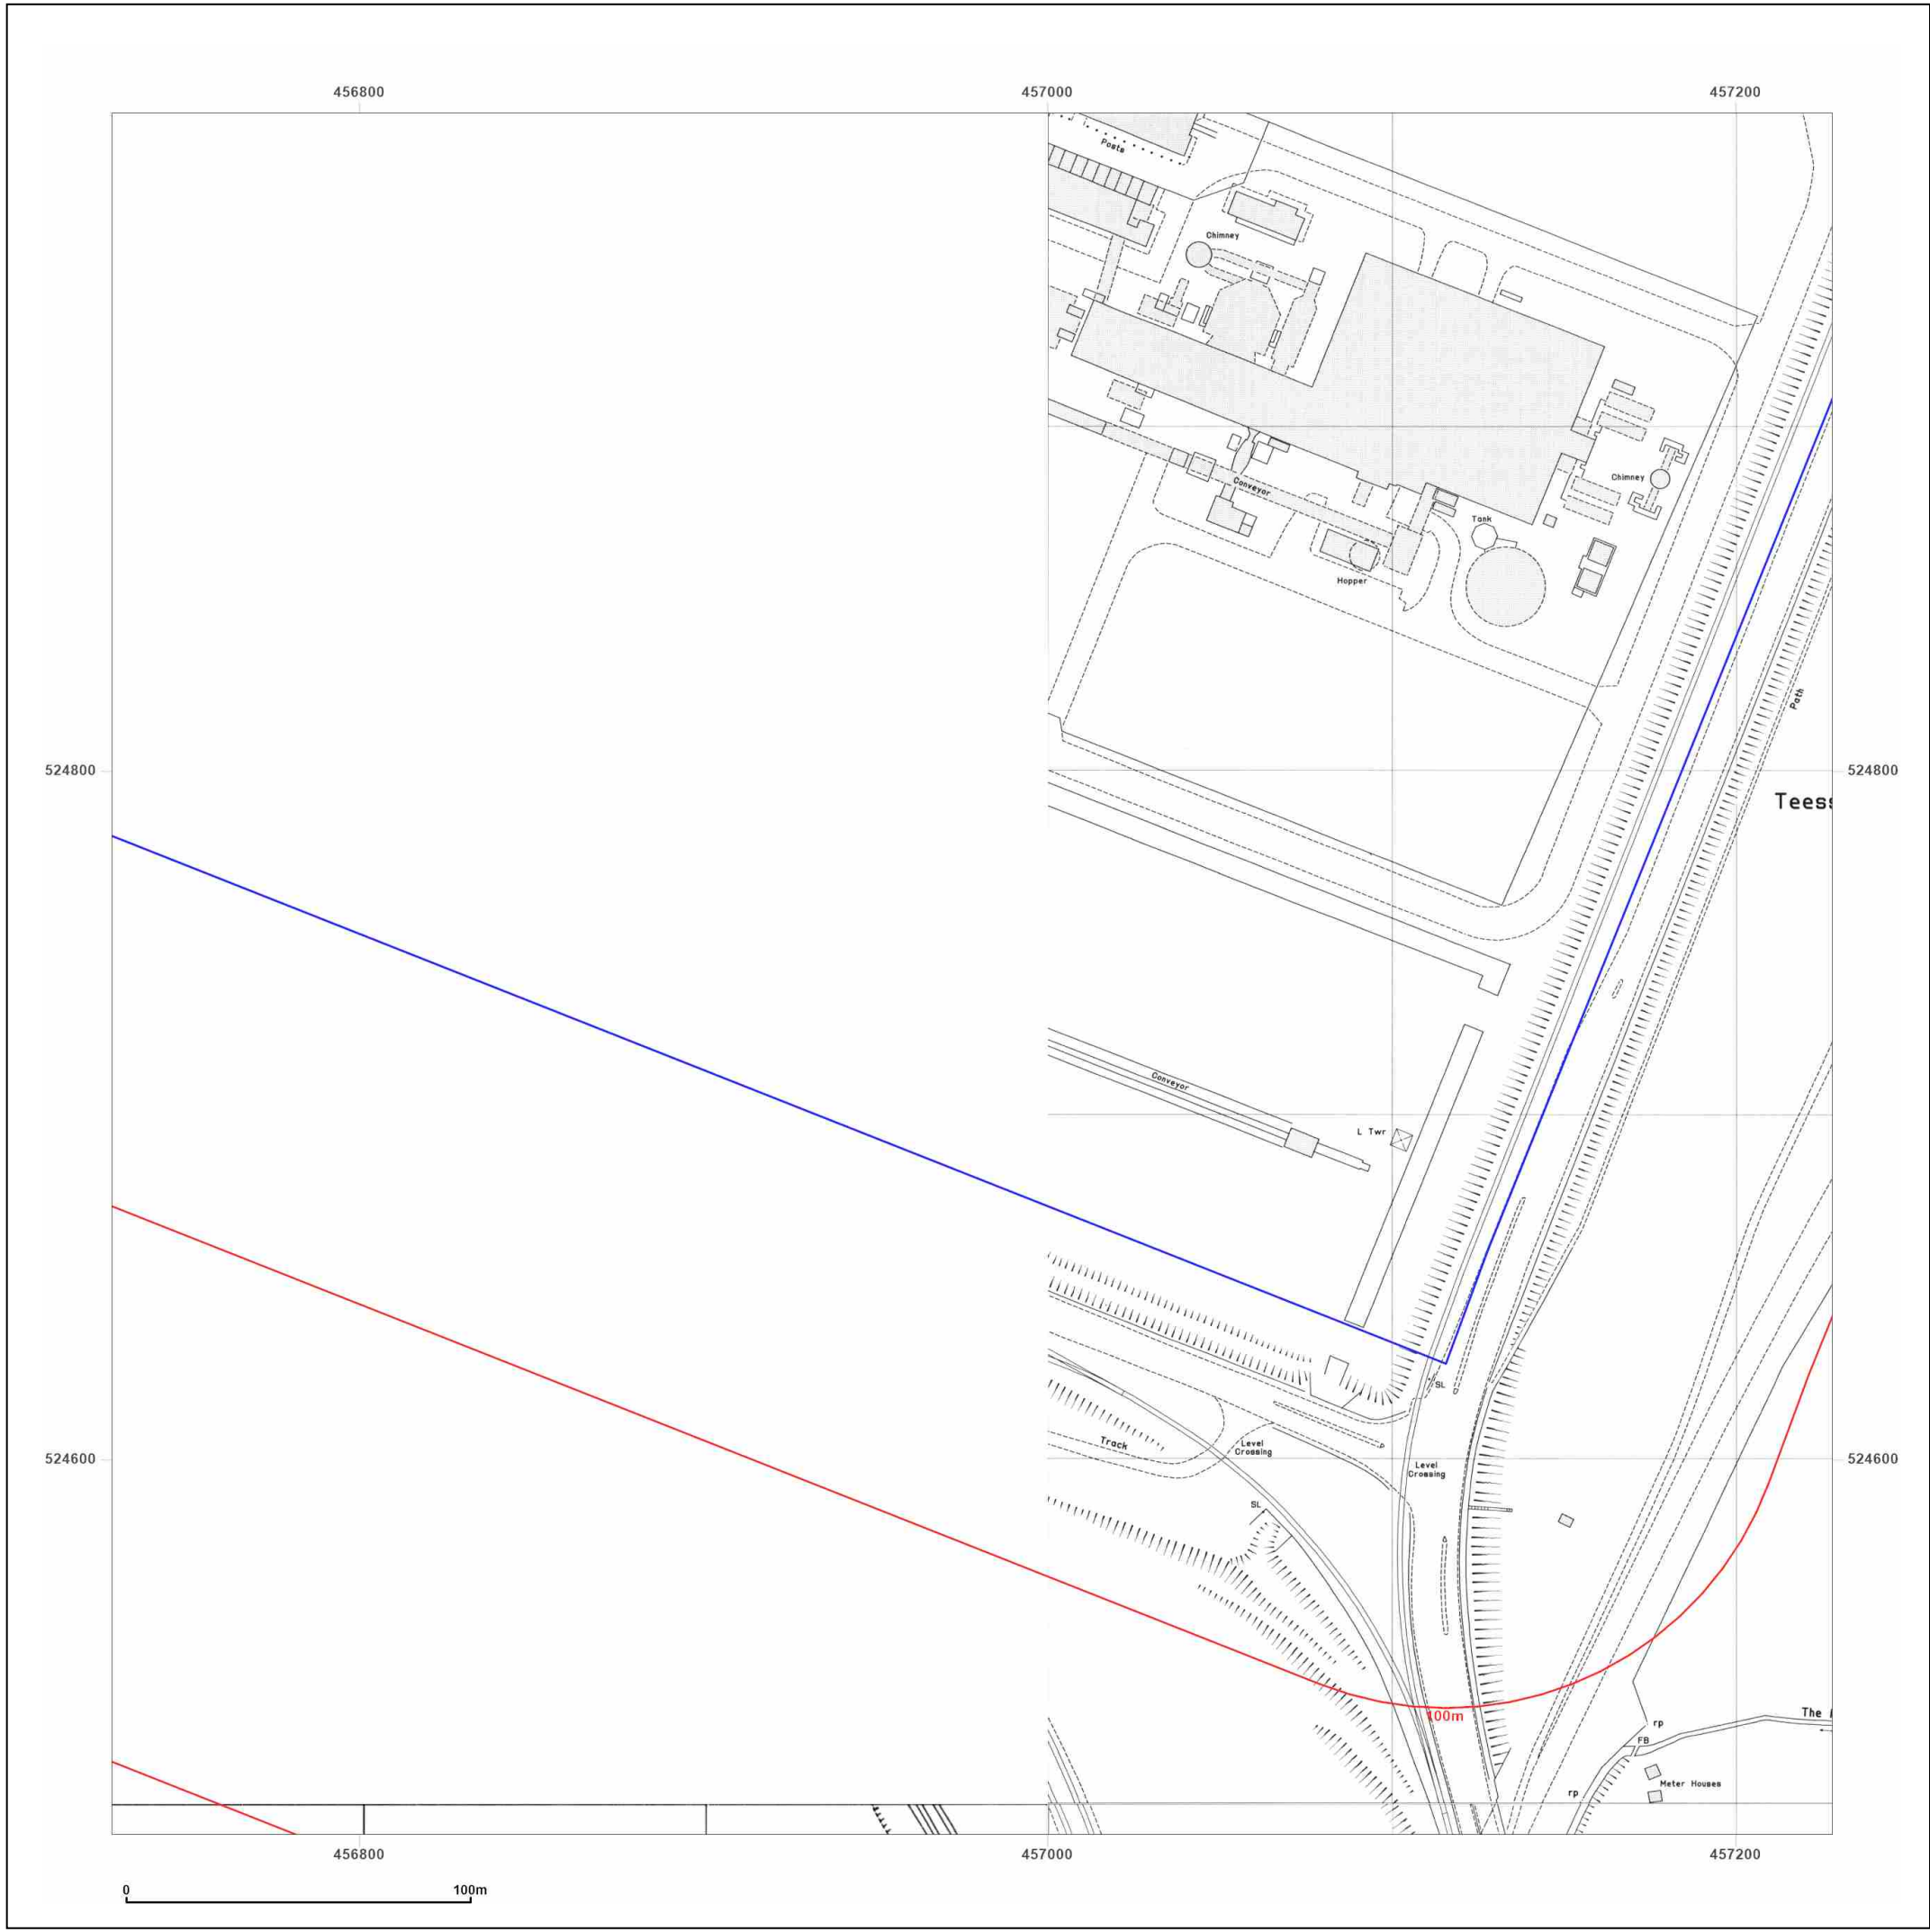 456800
457000
457200
Posts
Chimney
Conveyor
Chimney
Tank
Hopper
Path
524800
524800
Teess
Conveyor
L Twr
SL
Track
Level
Crossing
Level
Crossing
524600
524600
SL
100m
The
rp
FB
Meter Houses
rp
456800
457000
457200
0
100m